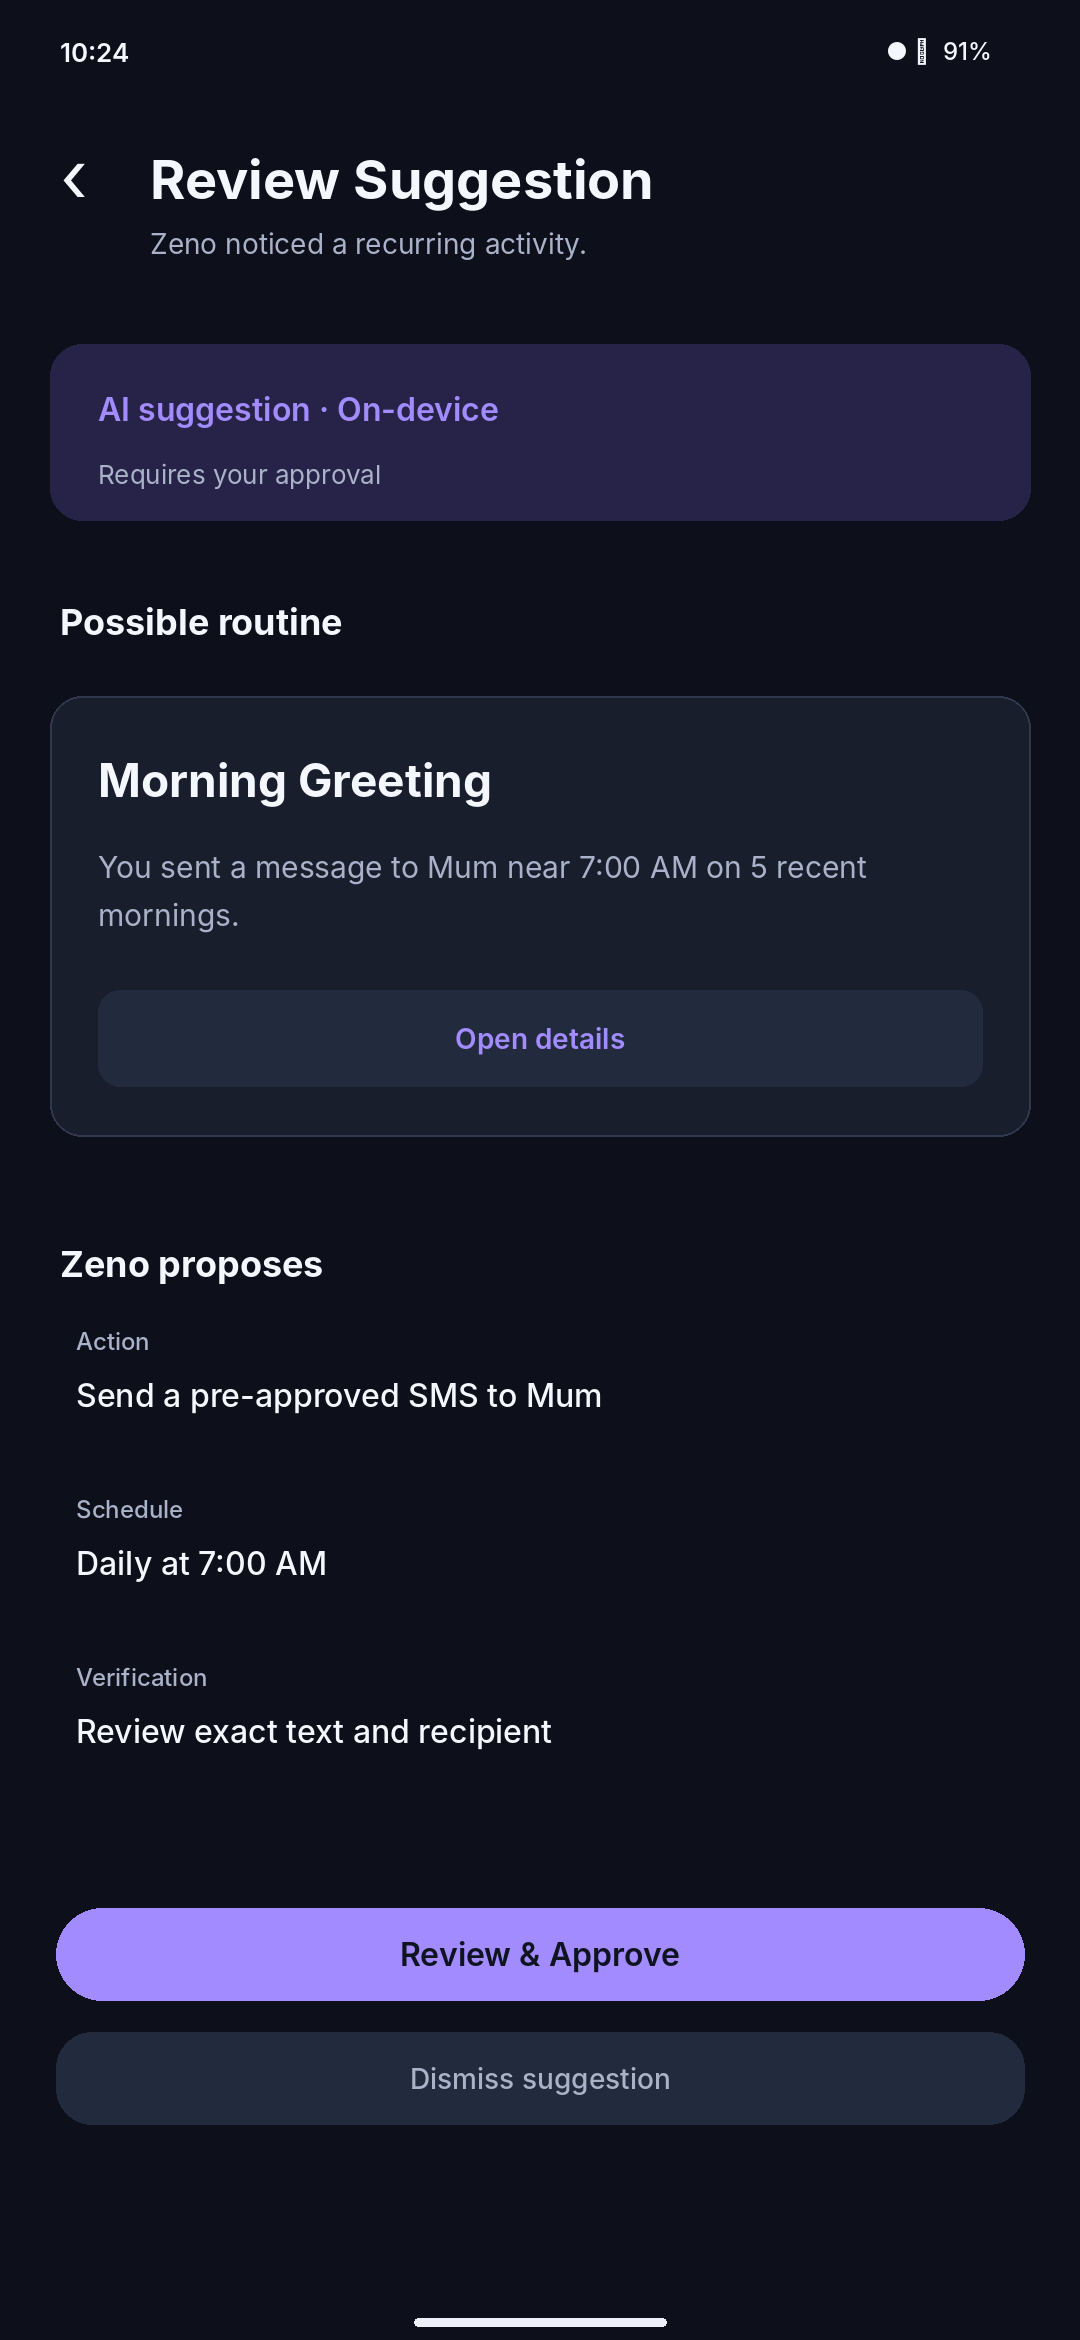 10:24
91%
Review Suggestion
Zeno noticed a recurring activity.
AI suggestion · On-device
Requires your approval
Possible routine
Morning Greeting
You sent a message to Mum near 7:00 AM on 5 recent
mornings.
Open details
Zeno proposes
Action
Send a pre-approved SMS to Mum
Schedule
Daily at 7:00 AM
Verification
Review exact text and recipient
Review & Approve
Dismiss suggestion